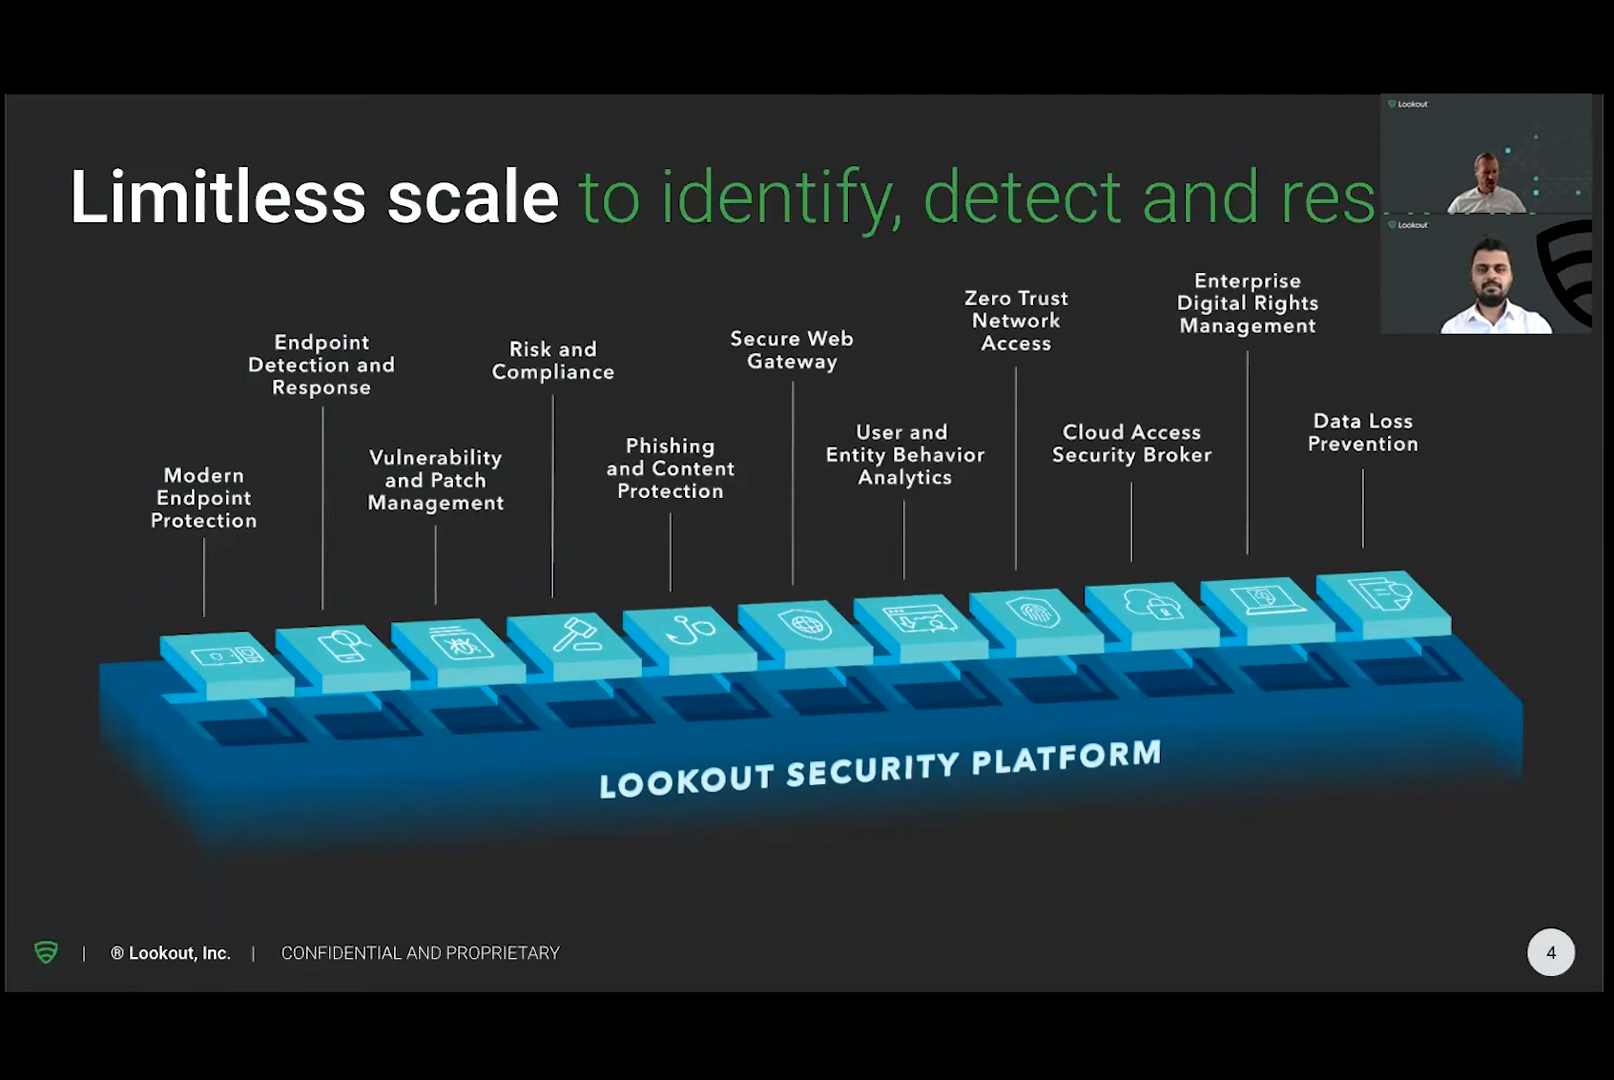 Limitless scale to identify, detect and res
Lookout
Lookout
Enterprise
Digital Rights
Management
Zero Trust
Network
Access
Secure Web
Gateway
Endpoint
Detection and
Response
Risk and
Compliance
Data Loss
Prevention
Cloud Access
Security Broker
User and
Entity Behavior
Analytics
Phishing
and Content
Protection
Vulnerability
and Patch
Management
Modern
Endpoint
Protection
LOOKOUT SECURITY PLATFORM
| ® Lookout, Inc. | CONFIDENTIAL AND PROPRIETARY
4